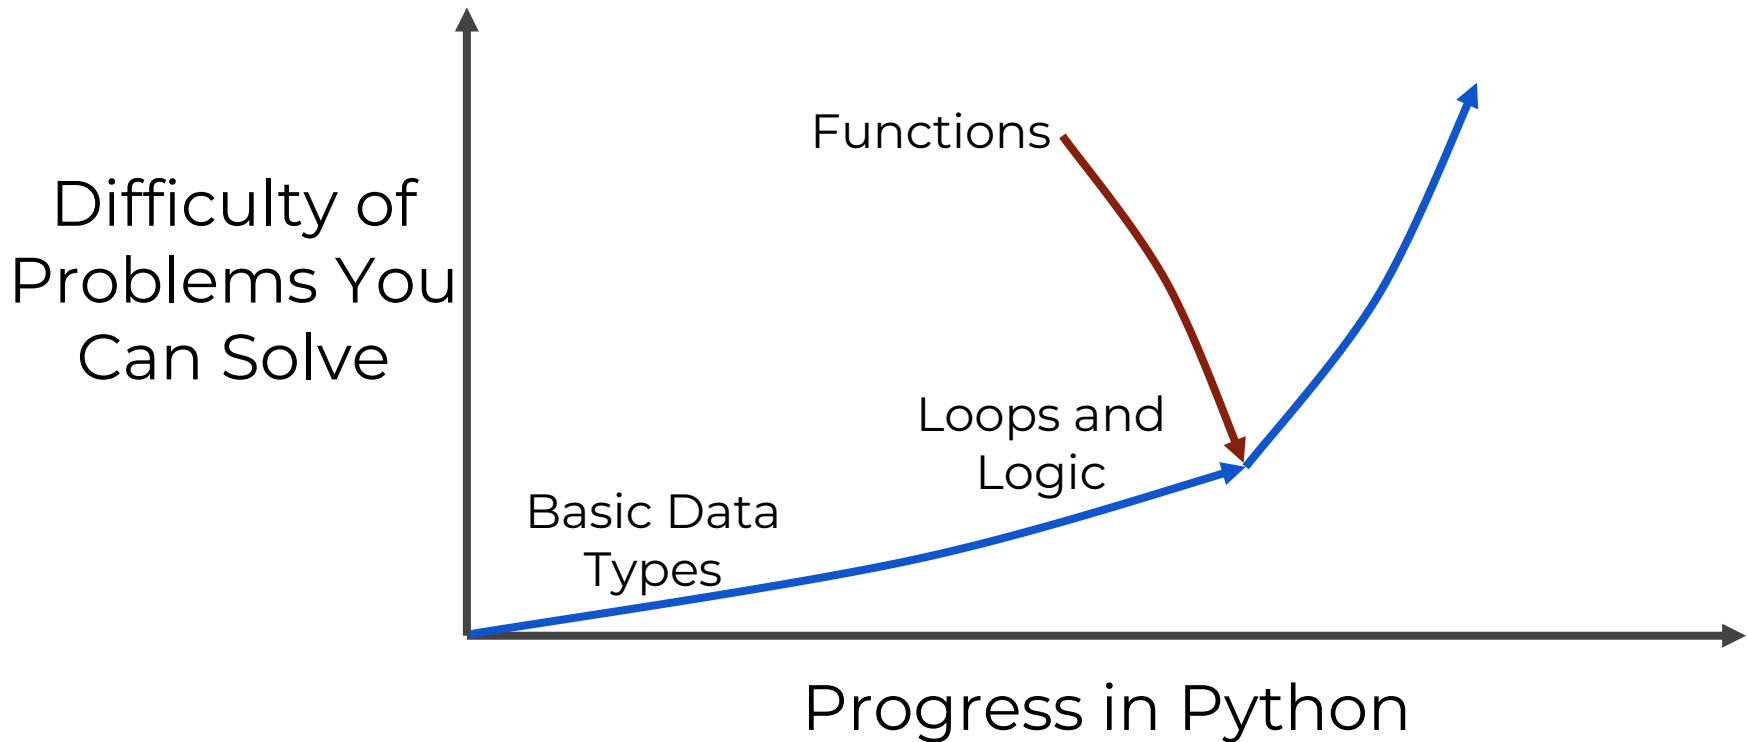 Functions
Difficulty of
Problems You
Can Solve
Loops and
Logic
Basic Data
Types
Progress in Python